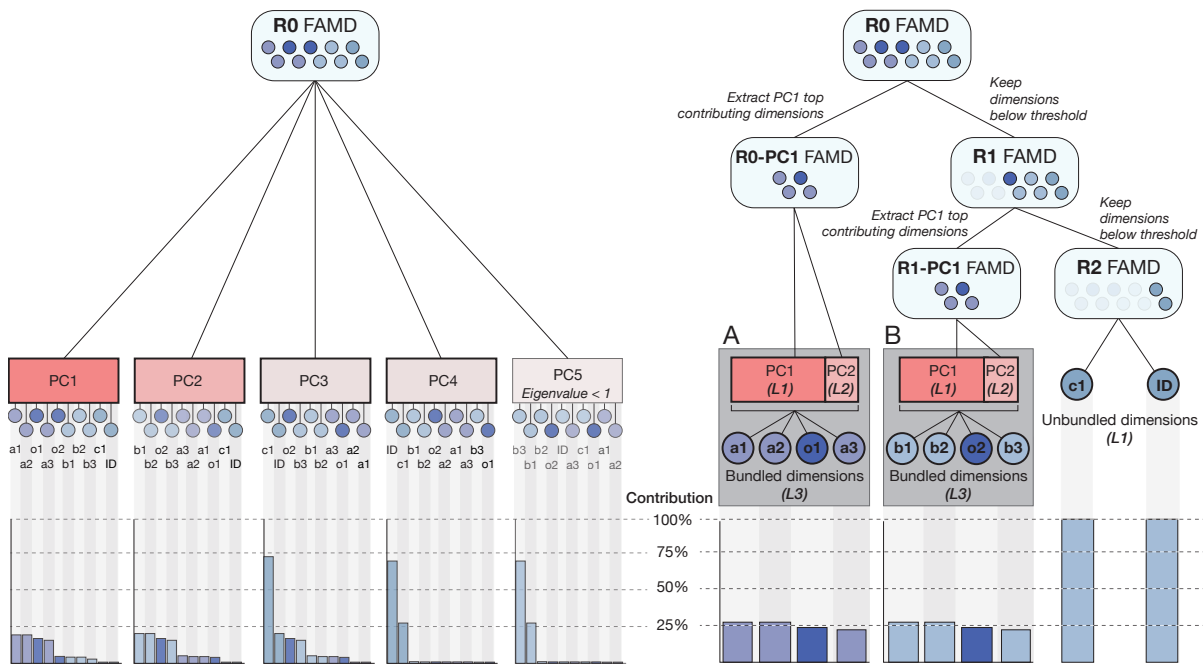 R0 FAMD
PC1
PC2
PC3
PC4
PC5
Eigenvalue < 1
a1 o1 o2 b2 c1
a2 a3 b1 b3 ID
b1 o2 a3 a1 c1
b2 b3 a2 o1 ID
c1 o2 b1 a3 a2
ID b3 b2 o1 a1
ID b1 o2 a1 b3
c1 b2 a3 a2 o1
b3 b2 ID c1 a1
b1 o2 a3 o1 a2
Contribution
100%
75%
50%
25%
R0 FAMD
Extract PC1 top
contributing dimensions
Keep
dimensions
below threshold
R0-PC1 FAMD
R1 FAMD
Extract PC1 top
contributing dimensions
Keep
dimensions
below threshold
R1-PC1 FAMD
R2 FAMD
A
PC1
(L1)
PC2
(L2)
a1 a2 o1 a3
Bundled dimensions
(L3)
B
PC1
(L1)
PC2
(L2)
b1 b2 o2 b3
Bundled dimensions
(L3)
c1 ID
Unbundled dimensions
(L1)